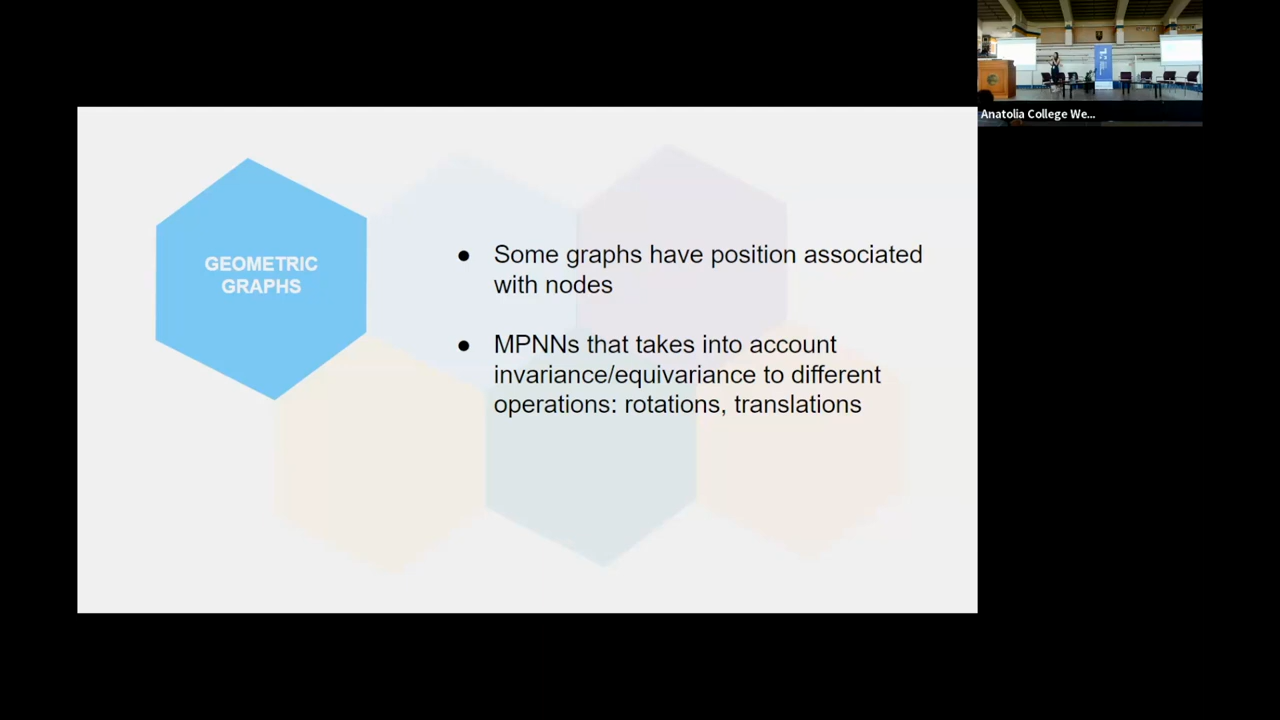 Anatolia College We...
GEOMETRIC
GRAPHS
● Some graphs have position associated
with nodes
● MPNNs that takes into account
invariance/equivariance to different
operations: rotations, translations